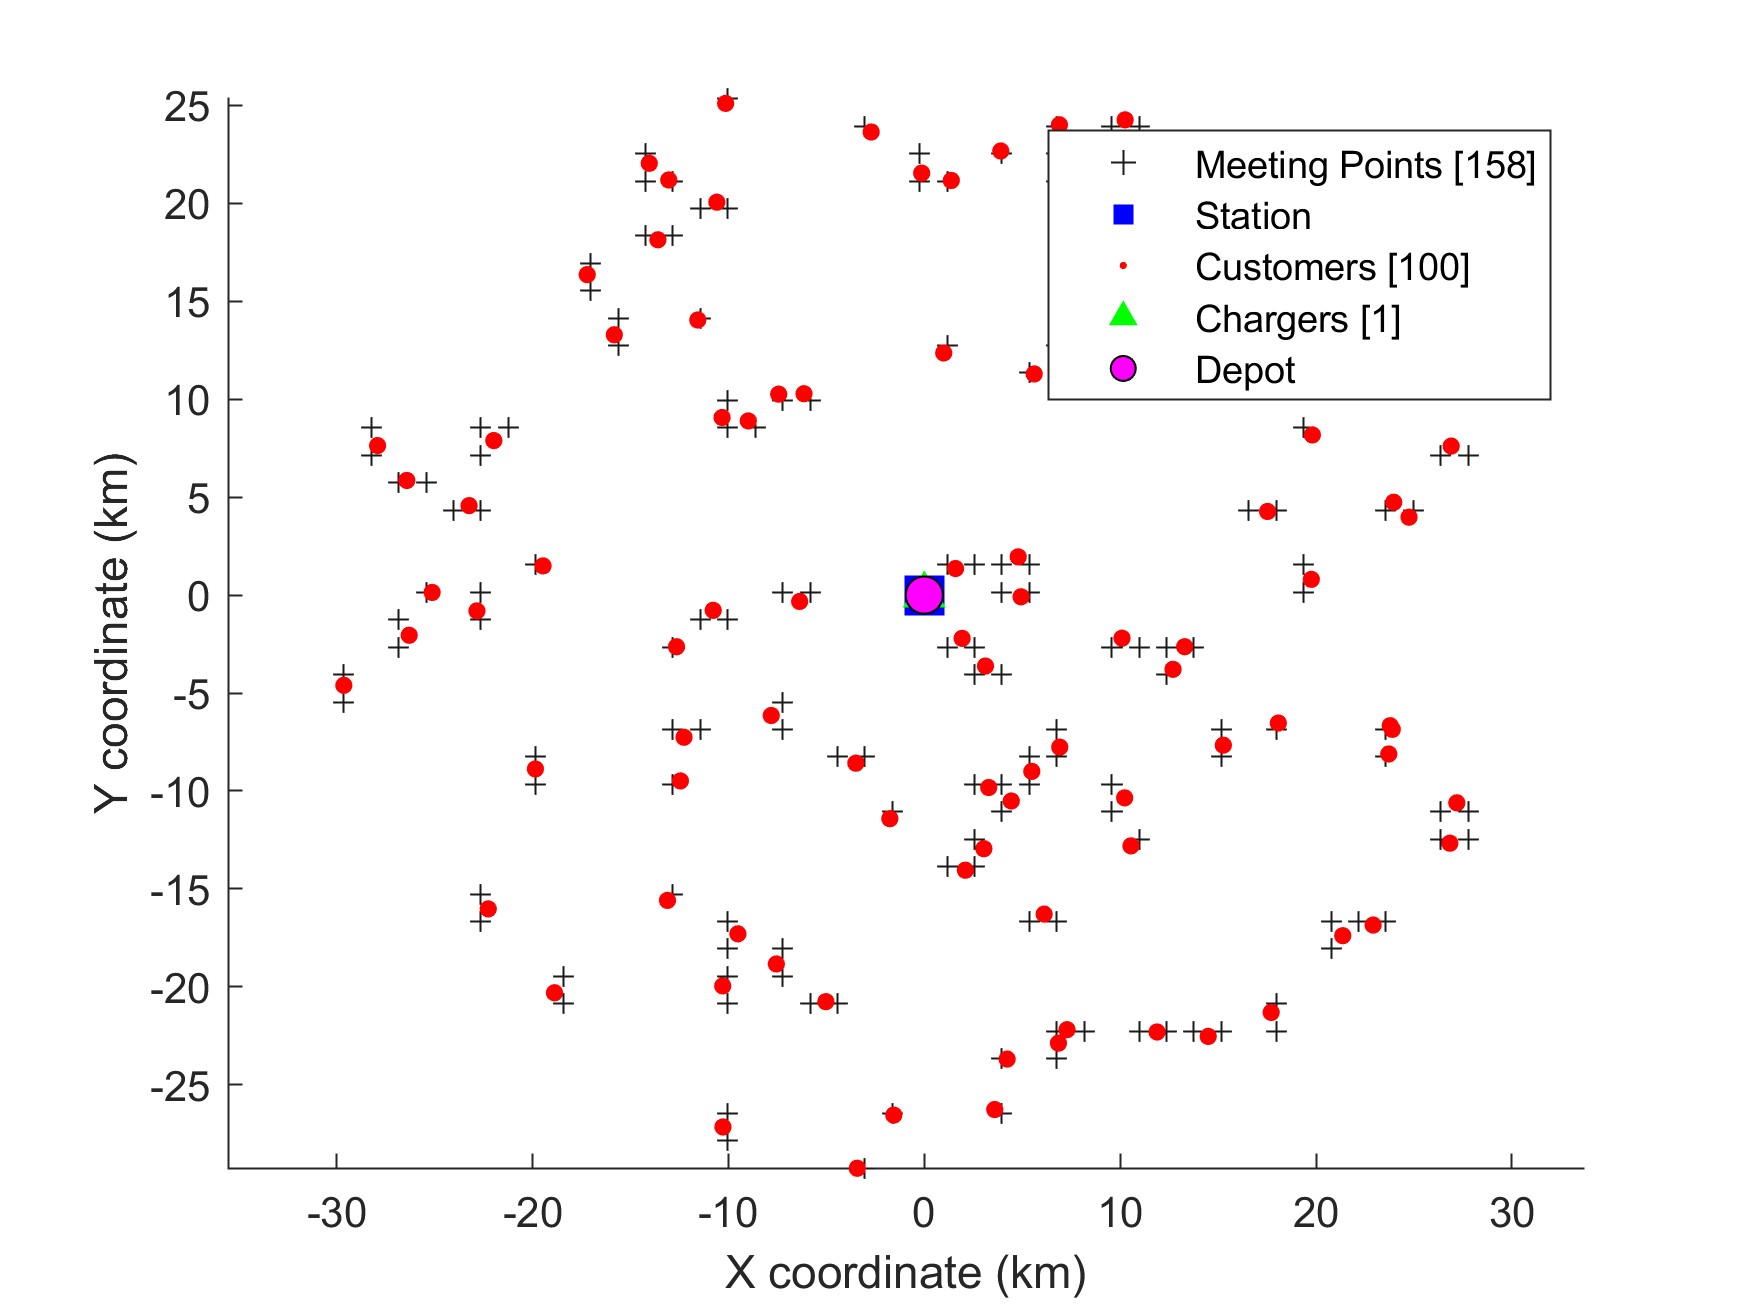 25
20
15
10
5
0
-5
-10
-15
-20
-25
Y coordinate (km)
Meeting Points [158]
Station
Customers [100]
Chargers [1]
Depot
-30 -20 -10 0 10 20 30
X coordinate (km)